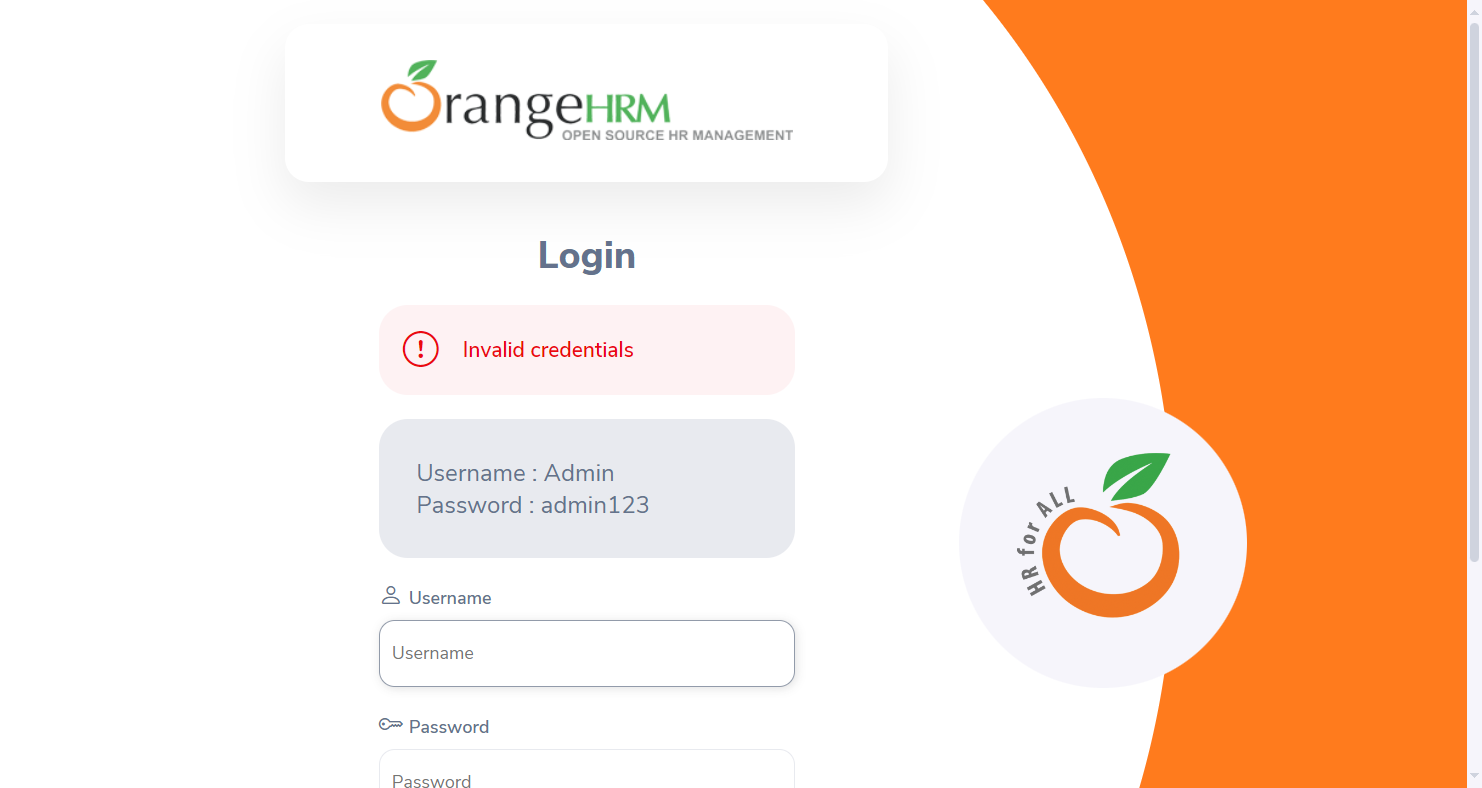 OrangeHRM
OPEN SOURCE HR MANAGEMENT
Login
Invalid credentials
Username : Admin
Password : admin123
Username
Username
Password
Password
HR for ALL